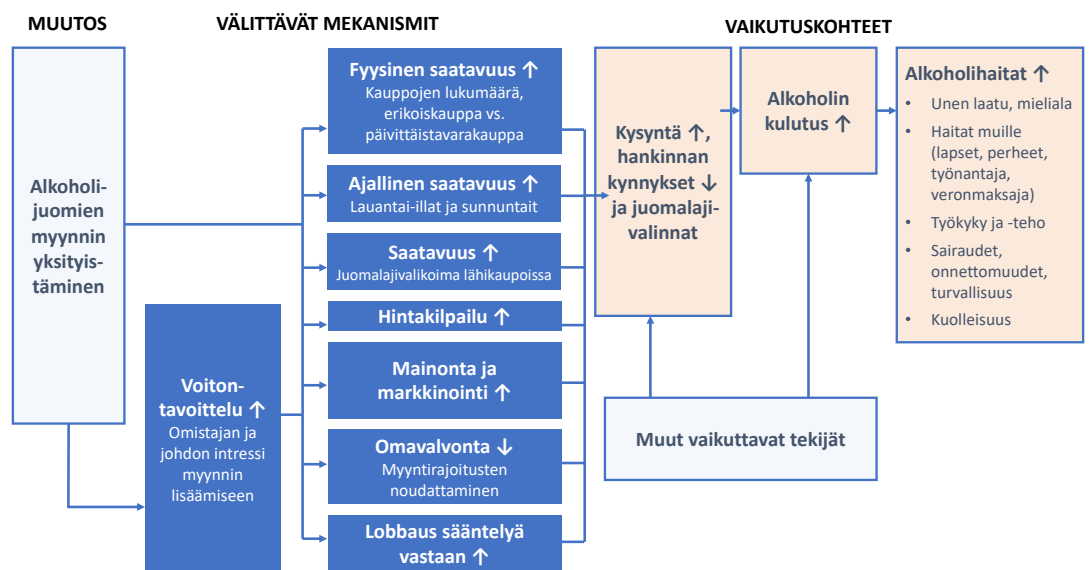 MUUTOS
VÄLITTÄVÄT MEKANISMIT
VAIKUTUSKOHTEET
Alkoholi-
juomien
myynnin
yksityis-
täminen
Voiton-
tavoittelu ↑
Omistajan ja
johdon intressi
myynnin
lisäämiseen
Fyysinen saatavuus ↑
Kauppojen lukumäärä,
erikoiskauppa vs.
päivittäistavarakauppa
Ajallinen saatavuus ↑
Lauantai-illat ja sunnuntait
Saatavuus ↑
Juomalajivalikoima lähikaupoissa
Hintakilpailu ↑
Mainonta ja
markkinointi ↑
Omavalvonta ↓
Myyntirajoitusten
noudattaminen
Lobbaus sääntelyä
vastaan ↑
Kysyntä ↑,
hankinnan
kynnykset ↓
ja juomalaji-
valinnat
Alkoholin
kulutus ↑
Alkoholihaitat ↑
• Unen laatu, mieliala
• Haitat muille
(lapset, perheet,
työnantaja,
veronmaksaja)
• Työkyky ja -teho
• Sairaudet,
onnettomuudet,
turvallisuus
• Kuolleisuus
Muut vaikuttavat tekijät